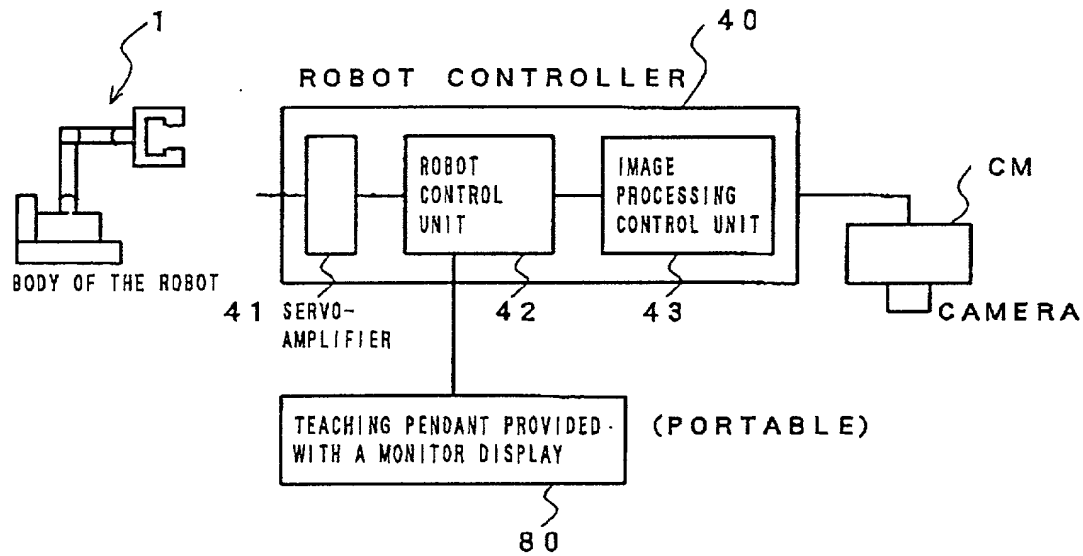 1
40
ROBOT CONTROLLER
ROBOT
CONTROL
UNIT
IMAGE
PROCESSING
CONTROL UNIT
CM
BODY OF THE ROBOT
41
SERVO-
AMPLIFIER
42
43
CAMERA
TEACHING PENDANT PROVIDED
WITH A MONITOR DISPLAY
(PORTABLE)
80